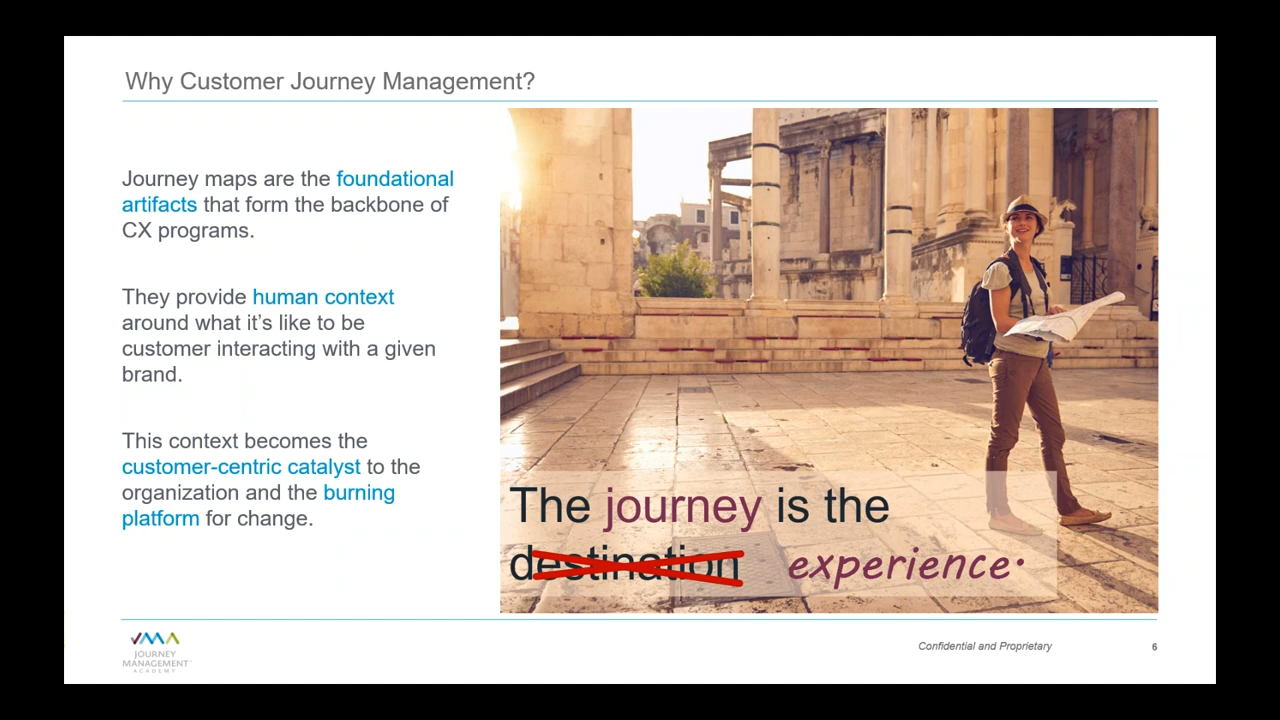 Why Customer Journey Management?
Journey maps are the foundational
artifacts that form the backbone of
CX programs.
They provide human context
around what it's like to be
customer interacting with a given
brand.
This context becomes the
customer-centric catalyst to the
organization and the burning
platform for change.
The journey is the
destination experience.
JMA
JOURNEY
MANAGEMENT
ACADEMY
Confidential and Proprietary
6